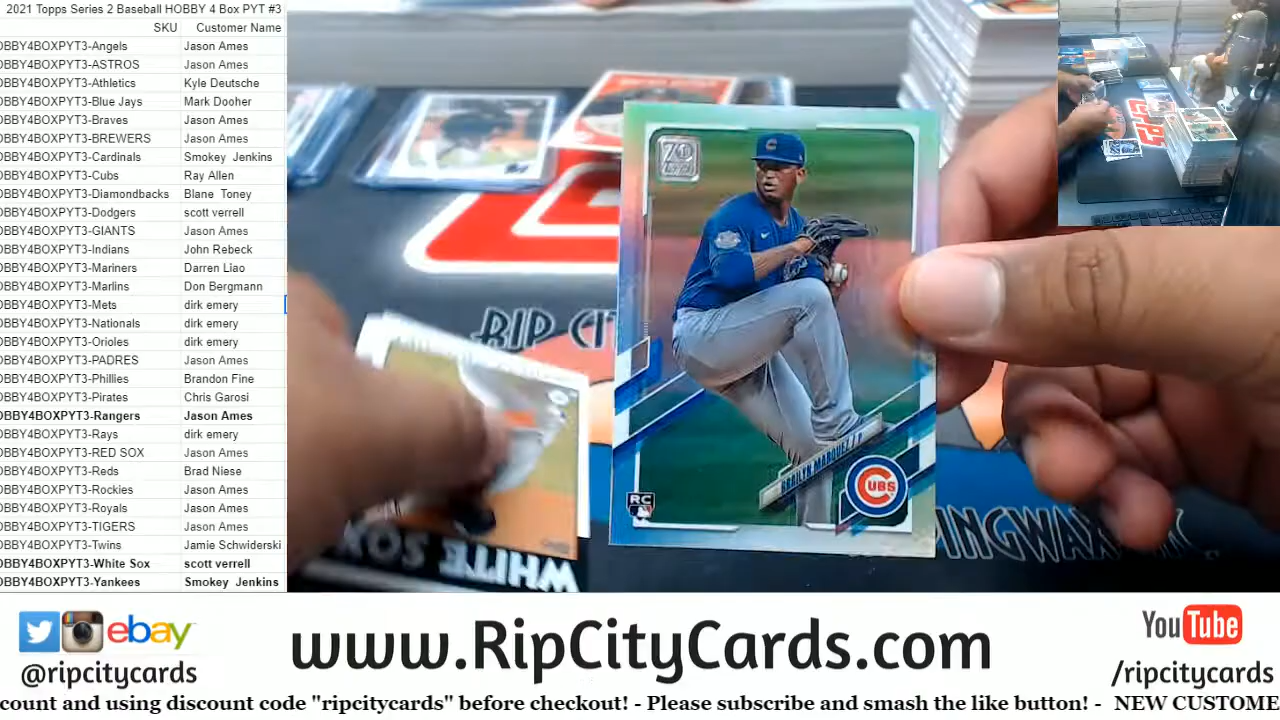 2021 Topps Series 2 Baseball HOBBY 4 Box PYT #3
SKU Customer Name
OBBY4BOXPYT3-Angels Jason Ames
OBBY4BOXPYT3-ASTROS Jason Ames
OBBY4BOXPYT3-Athletics Kyle Deutsche
OBBY4BOXPYT3-Blue Jays Mark Dooher
OBBY4BOXPYT3-Braves Jason Ames
OBBY4BOXPYT3-BREWERS Jason Ames
OBBY4BOXPYT3-Cardinals Smokey Jenkins
OBBY4BOXPYT3-Cubs Ray Allen
OBBY4BOXPYT3-Diamondbacks Blane Toney
OBBY4BOXPYT3-Dodgers scott verrell
OBBY4BOXPYT3-GIANTS Jason Ames
OBBY4BOXPYT3-Indians John Rebeck
OBBY4BOXPYT3-Mariners Darren Liao
OBBY4BOXPYT3-Marlins Don Bergmann
OBBY4BOXPYT3-Mets dirk emery
OBBY4BOXPYT3-Nationals dirk emery
OBBY4BOXPYT3-Orioles dirk emery
OBBY4BOXPYT3-PADRES Jason Ames
OBBY4BOXPYT3-Phillies Brandon Fine
OBBY4BOXPYT3-Pirates Chris Garosi
OBBY4BOXPYT3-Rangers Jason Ames
OBBY4BOXPYT3-Rays dirk emery
OBBY4BOXPYT3-RED SOX Jason Ames
OBBY4BOXPYT3-Reds Brad Niese
OBBY4BOXPYT3-Rockies Jason Ames
OBBY4BOXPYT3-Royals Jason Ames
OBBY4BOXPYT3-TIGERS Jason Ames
OBBY4BOXPYT3-Twins Jamie Schwiderski
OBBY4BOXPYT3-White Sox scott verrell
OBBY4BOXPYT3-Yankees Smokey Jenkins
70
C
RIP CIT
BRAILYN MARQUEZ / P
CUBS
RC
WHITE SOX
PINGWAX
ebay
@ripcitycards
www.RipCityCards.com
YouTube
/ripcitycards
count and using discount code "ripcitycards" before checkout! - Please subscribe and smash the like button! - NEW CUSTOME